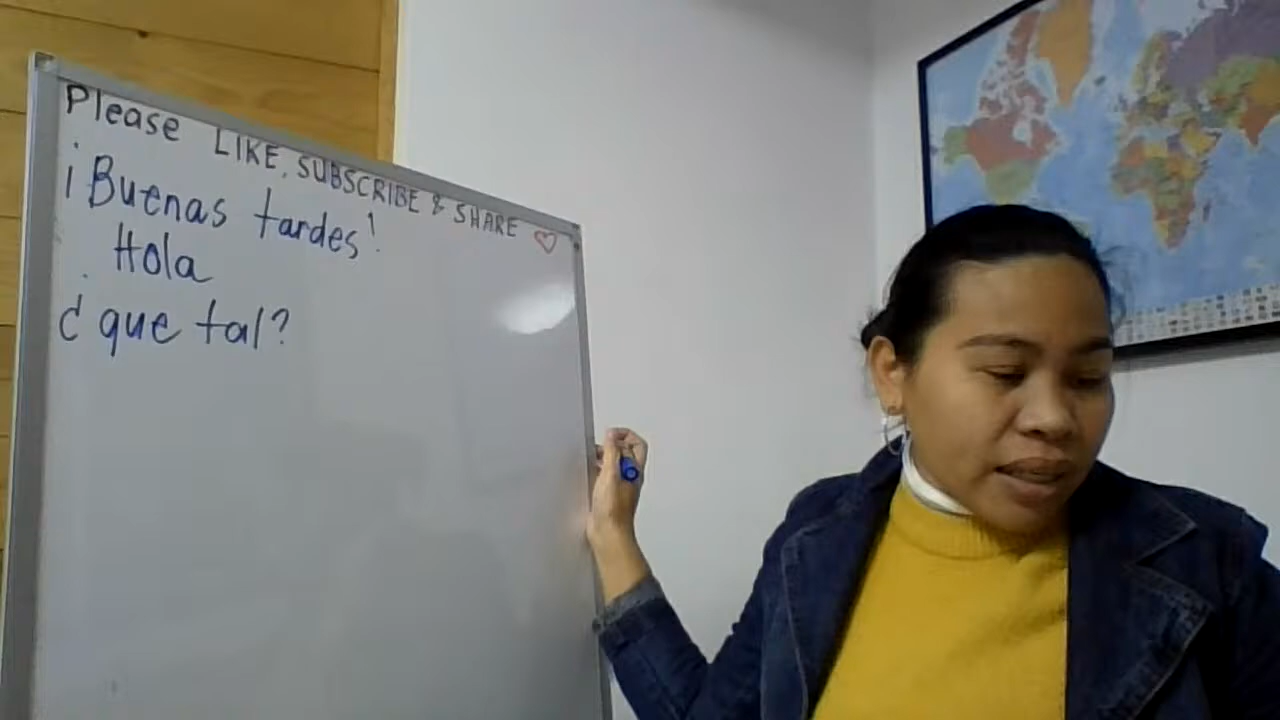 Please LIKE, SUBSCRIBE & SHARE ♡
¡Buenas tardes!
Hola
¿que tal?